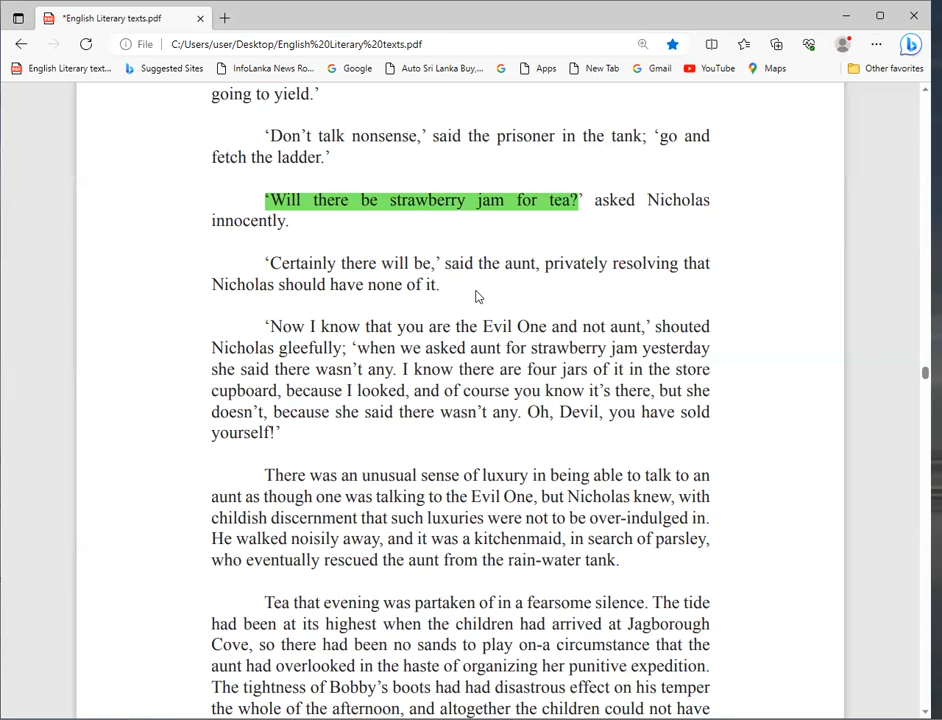 *English Literary texts.pdf
File
C:/Users/user/Desktop/English%20Literary%20texts.pdf
English Literary text...
Suggested Sites
InfoLanka News Ro...
Google
Auto Sri Lanka Buy,...
Apps
New Tab
Gmail
YouTube
Maps
Other favorites
going to yield.’
‘Don’t talk nonsense,’ said the prisoner in the tank; ‘go and
fetch the ladder.’
‘Will there be strawberry jam for tea?’ asked Nicholas
innocently.
‘Certainly there will be,’ said the aunt, privately resolving that
Nicholas should have none of it.
‘Now I know that you are the Evil One and not aunt,’ shouted
Nicholas gleefully; ‘when we asked aunt for strawberry jam yesterday
she said there wasn’t any. I know there are four jars of it in the store
cupboard, because I looked, and of course you know it’s there, but she
doesn’t, because she said there wasn’t any. Oh, Devil, you have sold
yourself!’
There was an unusual sense of luxury in being able to talk to an
aunt as though one was talking to the Evil One, but Nicholas knew, with
childish discernment that such luxuries were not to be over-indulged in.
He walked noisily away, and it was a kitchenmaid, in search of parsley,
who eventually rescued the aunt from the rain-water tank.
Tea that evening was partaken of in a fearsome silence. The tide
had been at its highest when the children had arrived at Jagborough
Cove, so there had been no sands to play on-a circumstance that the
aunt had overlooked in the haste of organizing her punitive expedition.
The tightness of Bobby’s boots had had disastrous effect on his temper
the whole of the afternoon, and altogether the children could not have